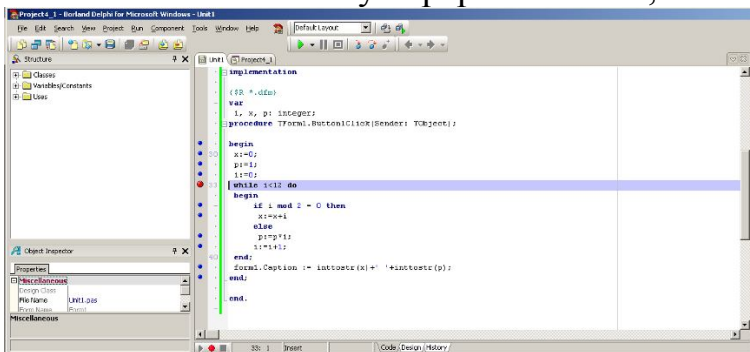 Project4_1 - Borland Delphi for Microsoft Windows - Unit1
File Edit Search View Project Run Component Tools Window Help Default Layout
Structure
Classes
Variables/Constants
Uses
Unit1 Project4_1
implementation
{$R *.dfm}
var
i, x, p: integer;
procedure TForm1.Button1Click(Sender: TObject);
begin
30 x:=0;
p:=1;
i:=0;
33 while i<12 do
begin
if i mod 2 = 0 then
x:=x+i
else
p:=p*i;
i:=i+1;
40 end;
form1.Caption := inttostr(x)+' '+inttostr(p);
end;
end.
Object Inspector
Properties
Miscellaneous
Design Class
File Name Unit1.pas
Form Name Form1
Miscellaneous
33: 1 Insert Code Design History